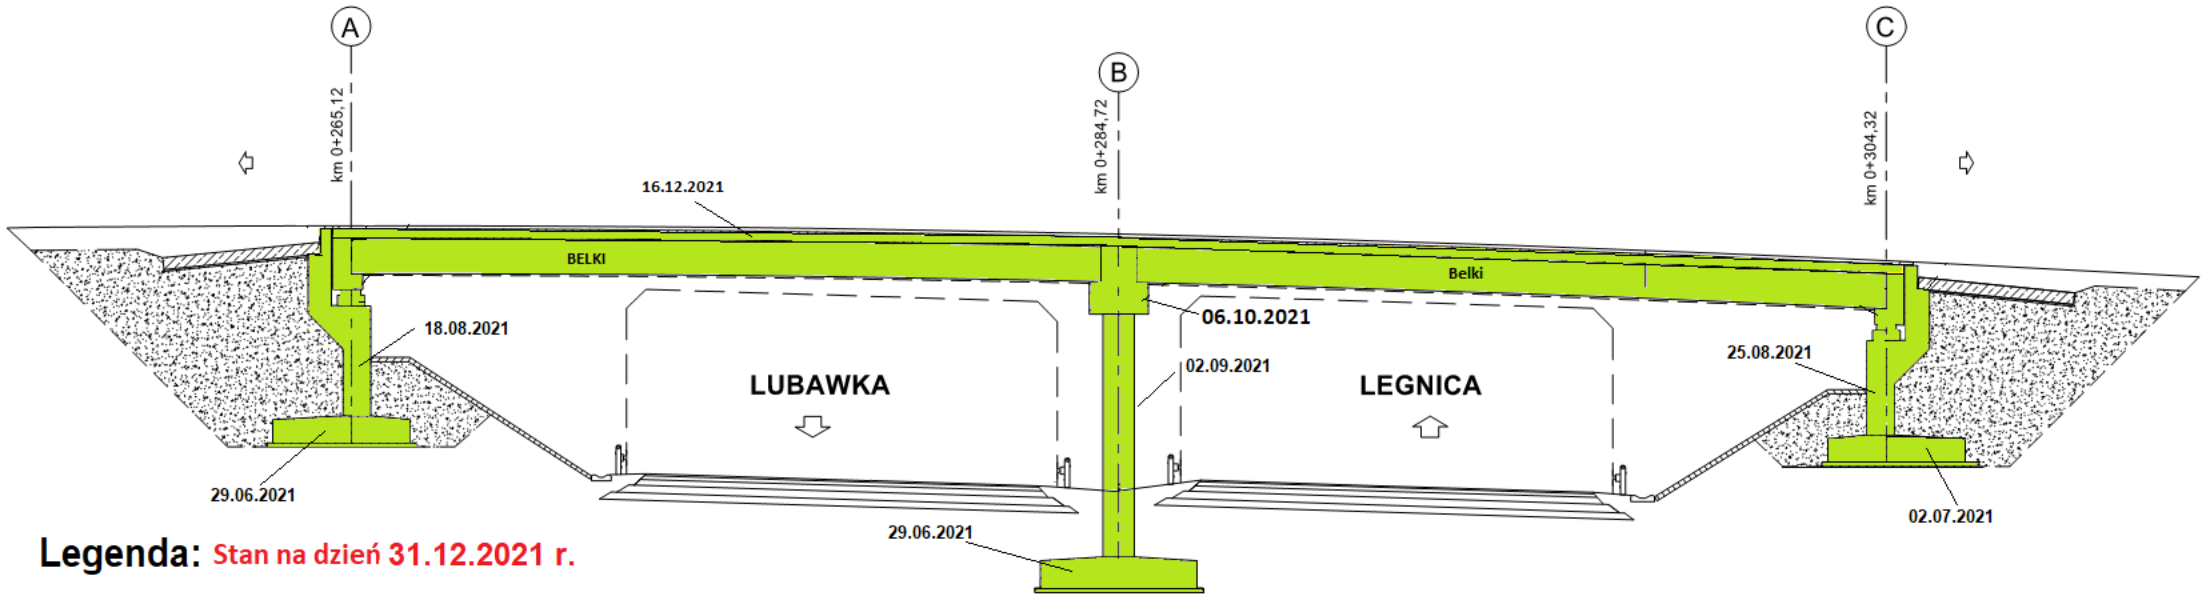 A
B
C
km 0+265,12
km 0+284,72
km 0+304,32
16.12.2021
BELKI
Belki
18.08.2021
06.10.2021
02.09.2021
25.08.2021
LUBAWKA
LEGNICA
29.06.2021
29.06.2021
02.07.2021
Legenda: Stan na dzień 31.12.2021 r.